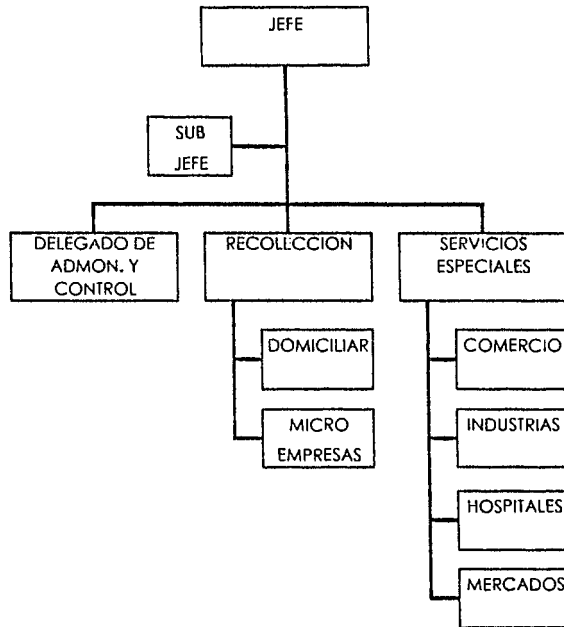 JEFE
SUB
JEFE
DELEGADO DE
ADMON. Y
CONTROL
RECOLECCION
SERVICIOS
ESPECIALES
DOMICILIAR
MICRO
EMPRESAS
COMERCIO
INDUSTRIAS
HOSPITALES
MERCADOS